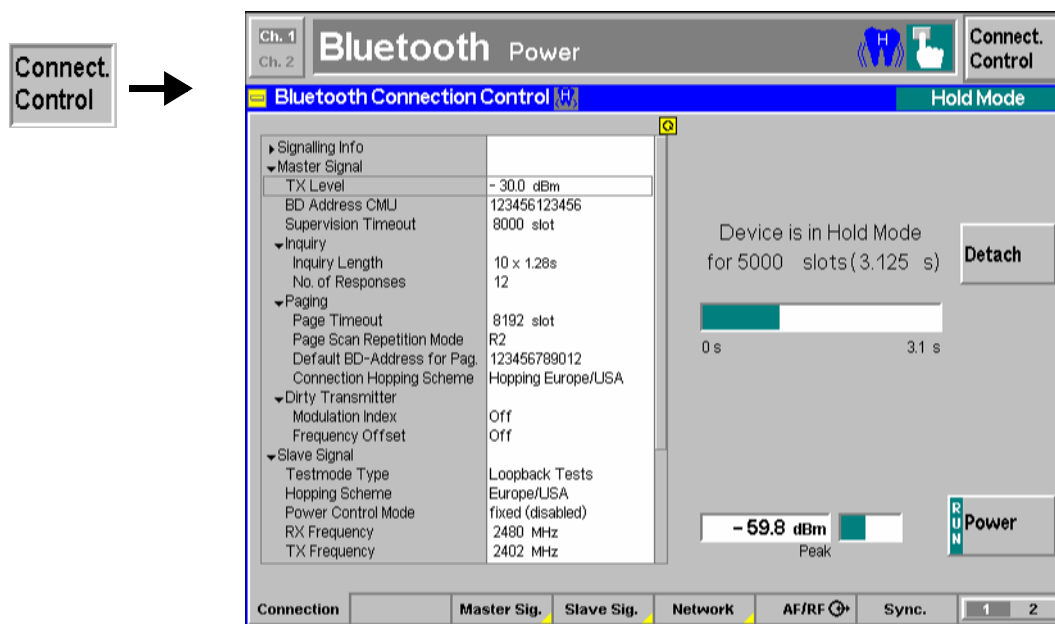 Connect.
Control
Ch. 1
Ch. 2
Bluetooth Power
H
Connect.
Control
Bluetooth Connection Control H
Hold Mode
Signalling Info
Master Signal
TX Level - 30.0 dBm
BD Address CMU 123456123456
Supervision Timeout 8000 slot
Inquiry
Inquiry Length 10 x 1.28s
No. of Responses 12
Paging
Page Timeout 8192 slot
Page Scan Repetition Mode R2
Default BD-Address for Pag. 123456789012
Connection Hopping Scheme Hopping Europe/USA
Dirty Transmitter
Modulation Index Off
Frequency Offset Off
Slave Signal
Testmode Type Loopback Tests
Hopping Scheme Europe/USA
Power Control Mode fixed (disabled)
RX Frequency 2480 MHz
TX Frequency 2402 MHz
Device is in Hold Mode
for 5000 slots (3.125 s)
0 s 3.1 s
Detach
- 59.8 dBm
Peak
RUN
Power
Connection Master Sig. Slave Sig. Network AF/RF Sync. 1 2